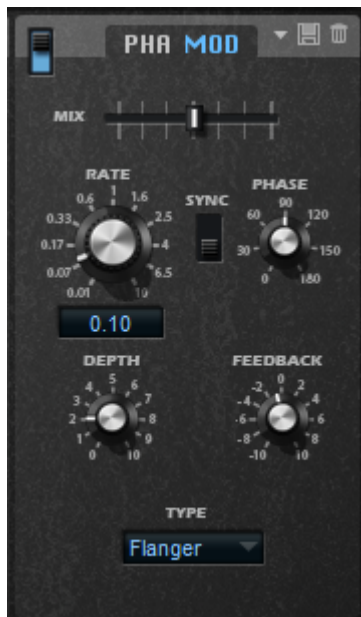 PHA MOD
MIX
RATE
0.01 0.07 0.17 0.33 0.6 1 1.6 2.5 4 6.5 10
0.10
SYNC
PHASE
0 30 60 90 120 150 180
DEPTH
0 1 2 3 4 5 6 7 8 9 10
FEEDBACK
-10 -8 -6 -4 -2 0 2 4 6 8 10
TYPE
Flanger